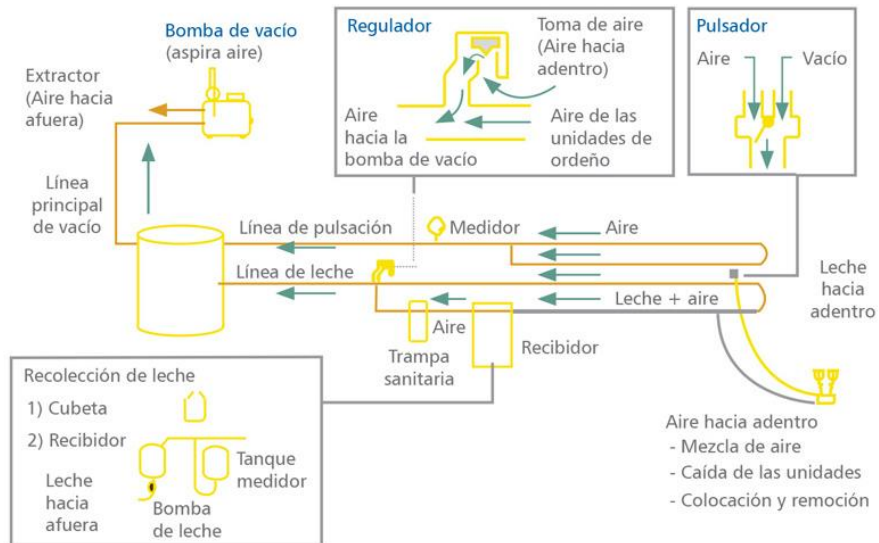 Bomba de vacío
(aspira aire)
Extractor
(Aire hacia
afuera)
Línea
principal
de vacío
Regulador
Toma de aire
(Aire hacia
adentro)
Aire
hacia la
bomba de vacío
Aire de las
unidades de
ordeño
Pulsador
Aire
Vacío
Línea de pulsación
Medidor
Aire
Línea de leche
Leche + aire
Leche
hacia
adentro
Aire
Trampa
sanitaria
Recibidor
Recolección de leche
1) Cubeta
2) Recibidor
Leche
hacia
afuera
Bomba
de leche
Tanque
medidor
Aire hacia adentro
- Mezcla de aire
- Caída de las unidades
- Colocación y remoción